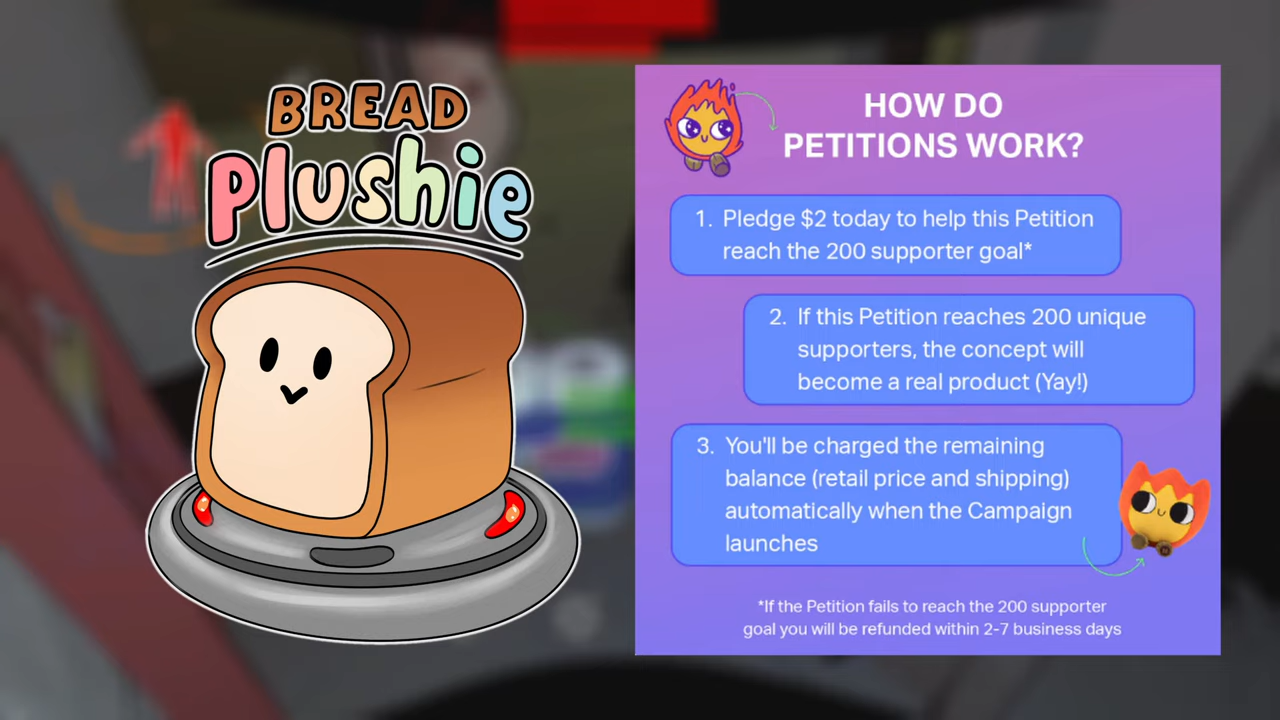 BREAD
Plushie
HOW DO
PETITIONS WORK?
1. Pledge $2 today to help this Petition
reach the 200 supporter goal*
2. If this Petition reaches 200 unique
supporters, the concept will
become a real product (Yay!)
3. You'll be charged the remaining
balance (retail price and shipping)
automatically when the Campaign
launches
*If the Petition fails to reach the 200 supporter
goal you will be refunded within 2-7 business days